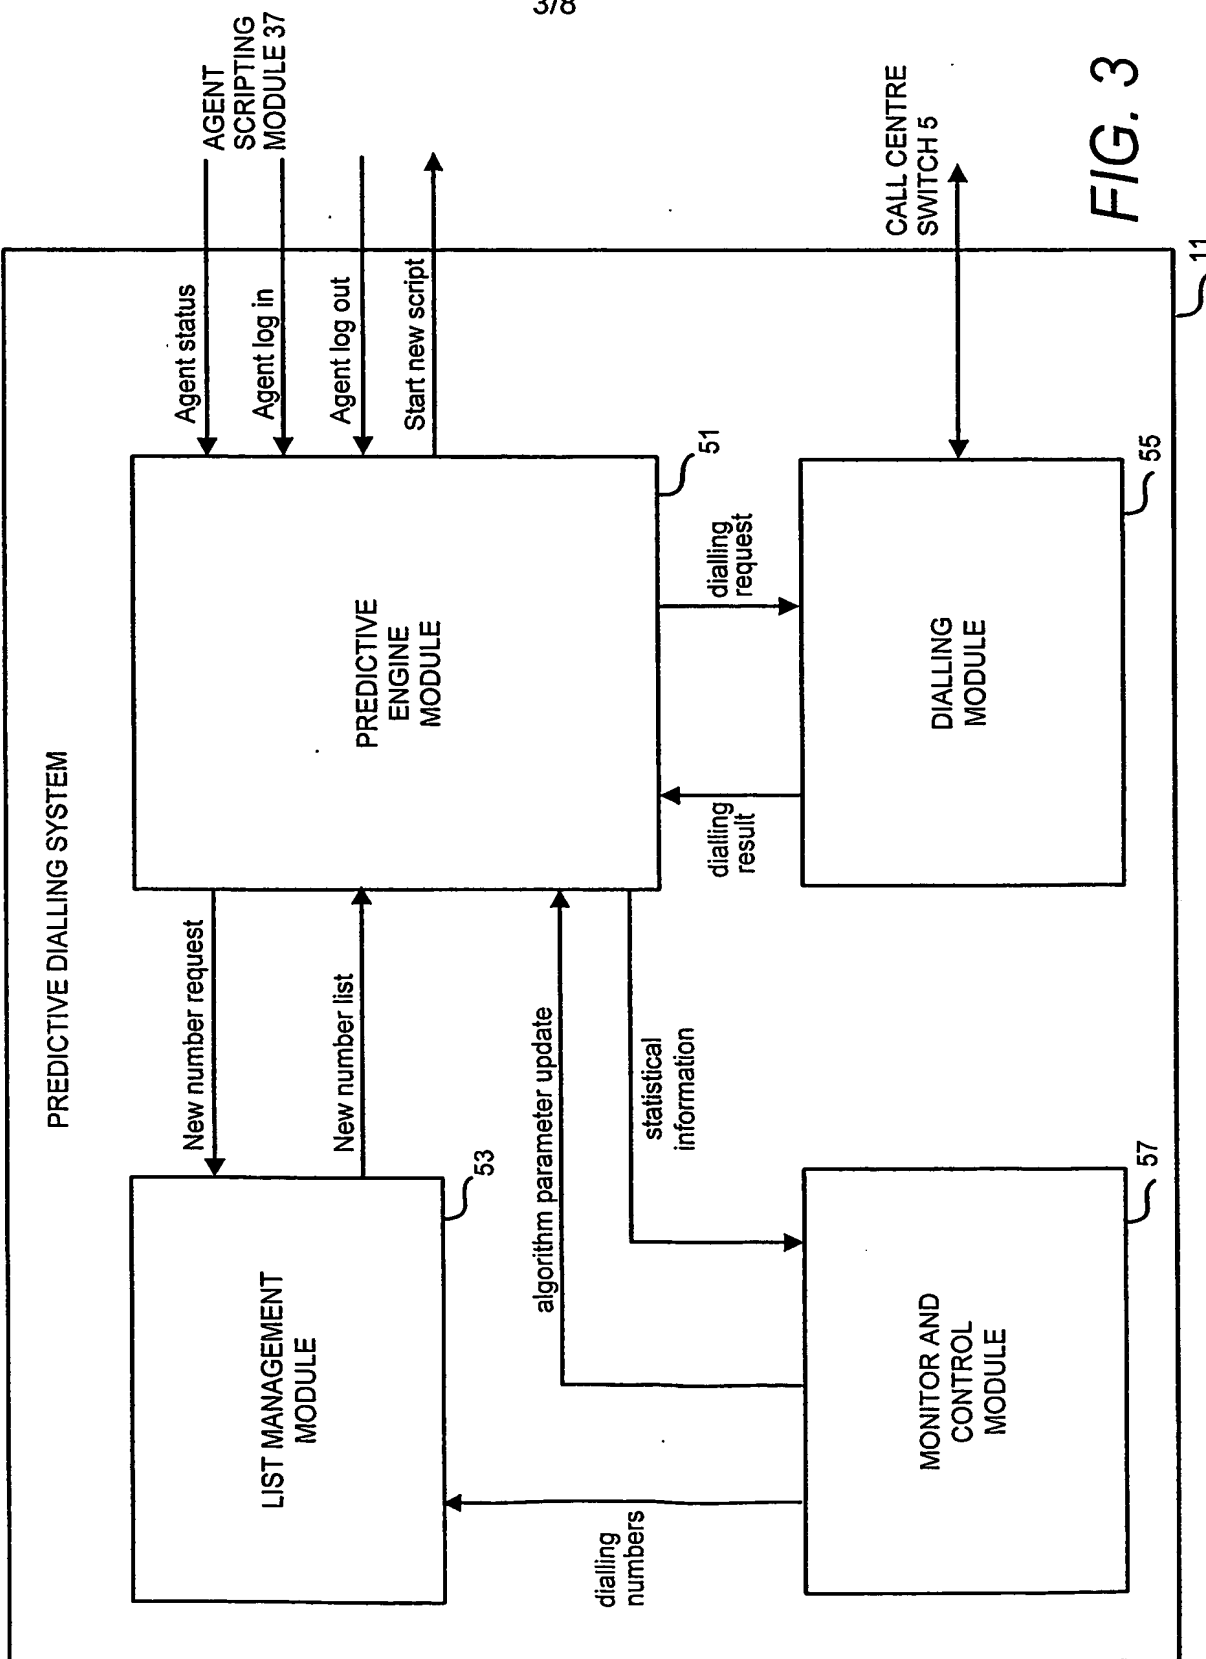 3/8
PREDICTIVE DIALLING SYSTEM
LIST MANAGEMENT
MODULE
53
New number request
New number list
PREDICTIVE
ENGINE
MODULE
51
Agent status
Agent log in
Agent log out
Start new script
AGENT
SCRIPTING
MODULE 37
dialling
numbers
algorithm parameter update
statistical
information
dialling
result
dialling
request
MONITOR AND
CONTROL
MODULE
57
DIALLING
MODULE
55
CALL CENTRE
SWITCH 5
11
FIG. 3